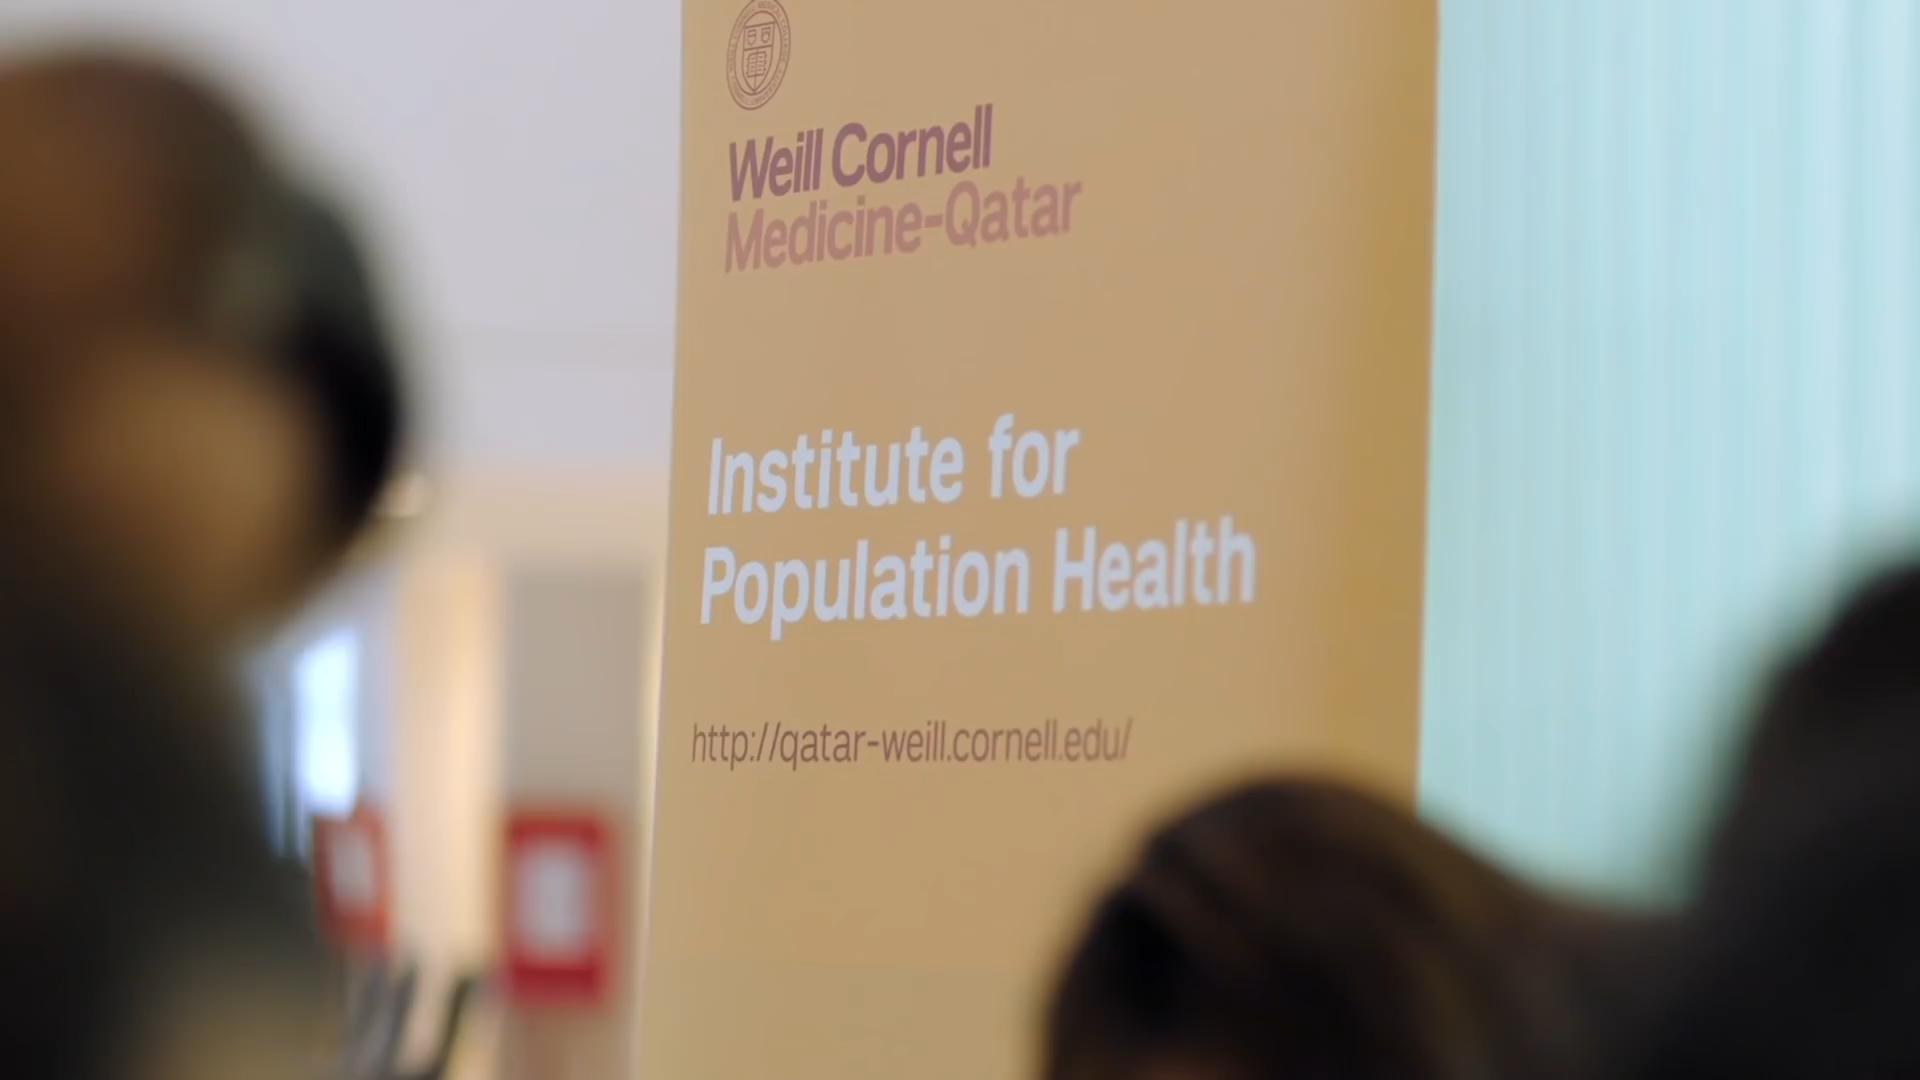 Weill Cornell
Medicine-Qatar
Institute for
Population Health
http://qatar-weill.cornell.edu/